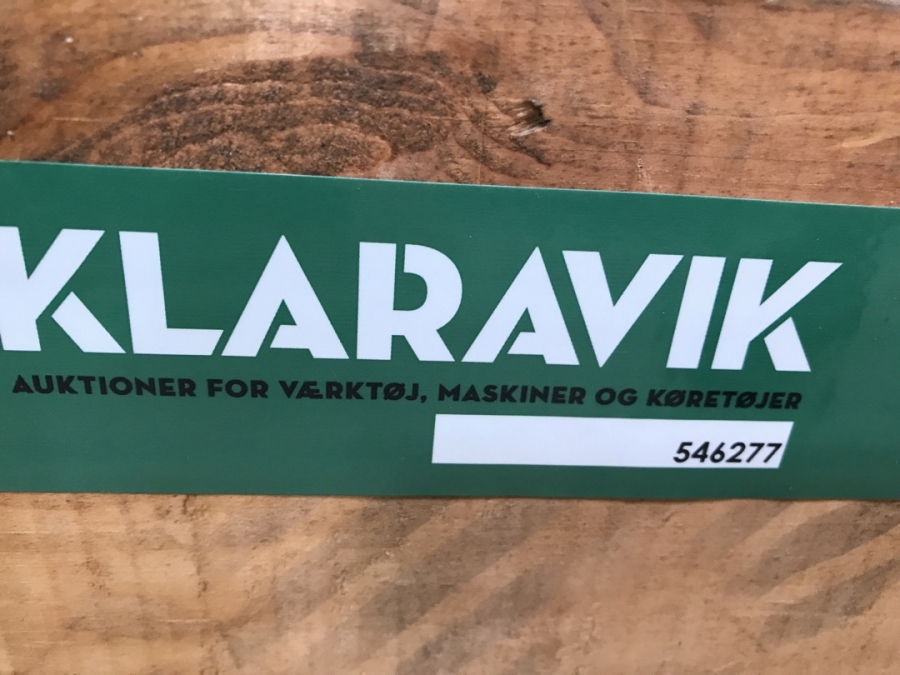 KLARAVIK
AUKTIONER FOR VÆRKTØJ, MASKINER OG KØRETØJER
546277